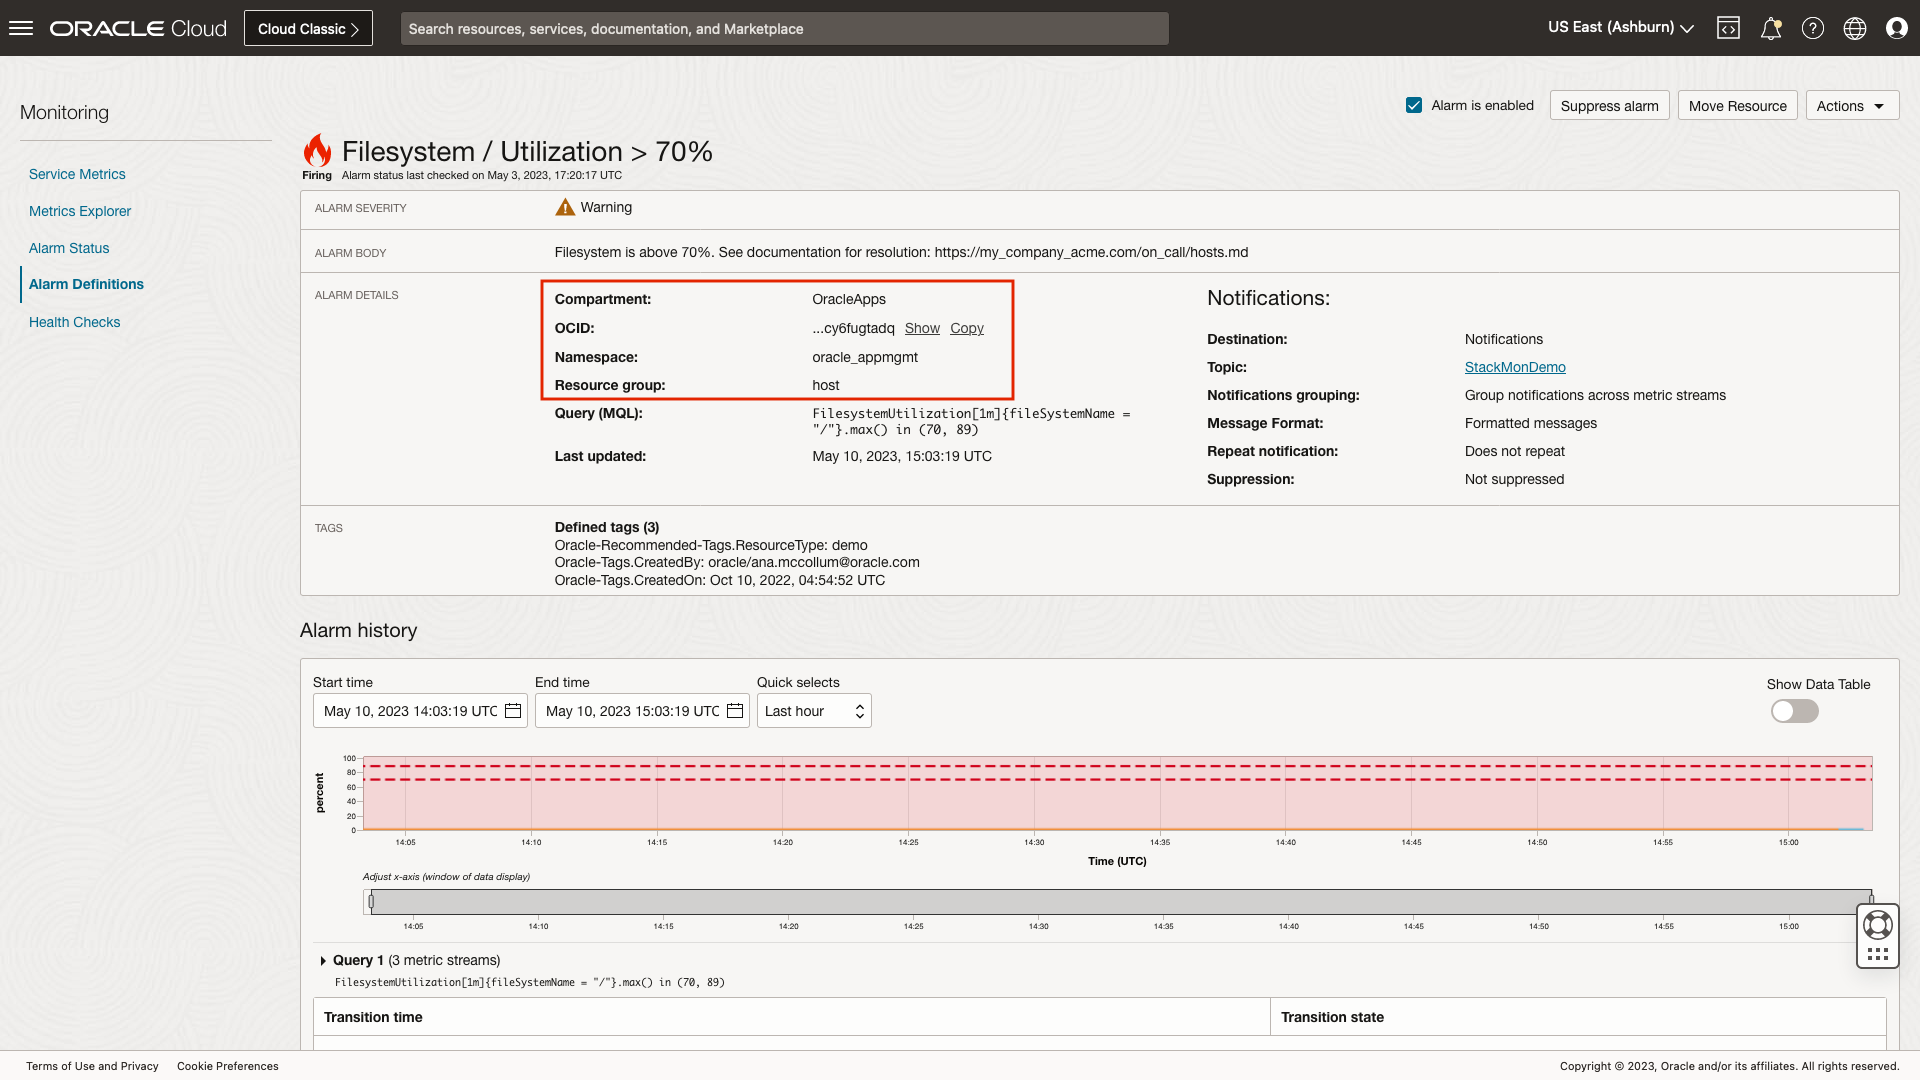 ORACLE Cloud
Cloud Classic
Search resources, services, documentation, and Marketplace
US East (Ashburn)
Monitoring
Service Metrics
Metrics Explorer
Alarm Status
Alarm Definitions
Health Checks
Alarm is enabled
Suppress alarm
Move Resource
Actions
Filesystem / Utilization > 70%
Firing
Alarm status last checked on May 3, 2023, 17:20:17 UTC
ALARM SEVERITY
Warning
ALARM BODY
Filesystem is above 70%. See documentation for resolution: https://my_company_acme.com/on_call/hosts.md
ALARM DETAILS
Compartment: OracleApps
OCID: ...cy6fugtadq Show Copy
Namespace: oracle_appmgmt
Resource group: host
Query (MQL): FilesystemUtilization[1m]{fileSystemName =
"/"}.max() in (70, 89)
Last updated: May 10, 2023, 15:03:19 UTC
Notifications:
Destination: Notifications
Topic: StackMonDemo
Notifications grouping: Group notifications across metric streams
Message Format: Formatted messages
Repeat notification: Does not repeat
Suppression: Not suppressed
TAGS
Defined tags (3)
Oracle-Recommended-Tags.ResourceType: demo
Oracle-Tags.CreatedBy: oracle/ana.mccollum@oracle.com
Oracle-Tags.CreatedOn: Oct 10, 2022, 04:54:52 UTC
Alarm history
Start time
May 10, 2023 14:03:19 UTC
End time
May 10, 2023 15:03:19 UTC
Quick selects
Last hour
Show Data Table
percent
100
80
60
40
20
0
14:05 14:10 14:15 14:20 14:25 14:30 14:35 14:40 14:45 14:50 14:55 15:00
Time (UTC)
Adjust x-axis (window of data display)
14:05 14:10 14:15 14:20 14:25 14:30 14:35 14:40 14:45 14:50 14:55 15:00
Query 1 (3 metric streams)
FilesystemUtilization[1m]{fileSystemName = "/"}.max() in (70, 89)
Transition time
Transition state
Terms of Use and Privacy
Cookie Preferences
Copyright © 2023, Oracle and/or its affiliates. All rights reserved.